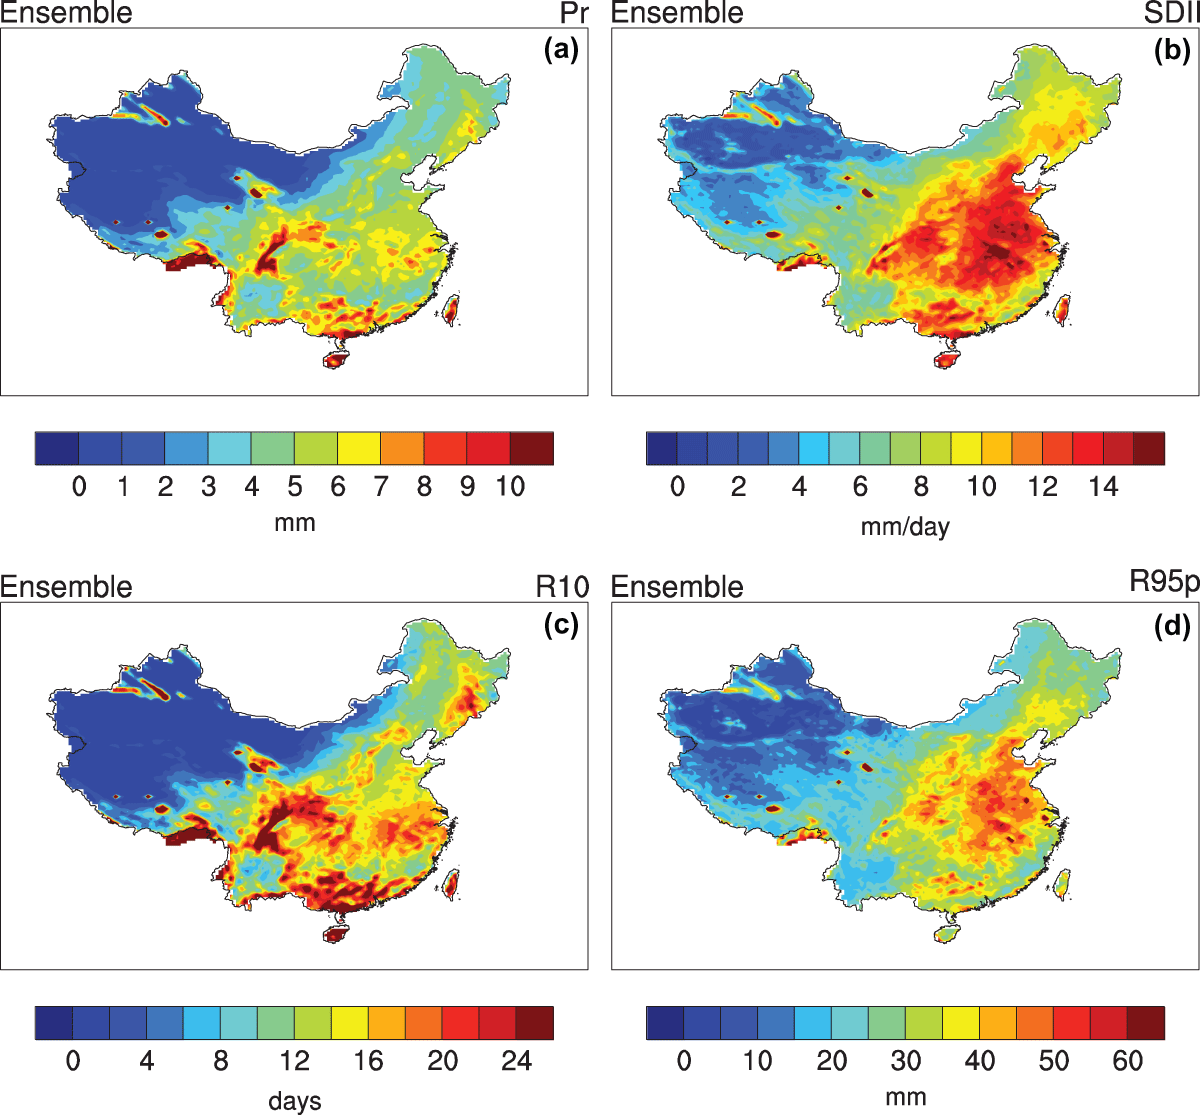 Ensemble Pr
(a)
0 1 2 3 4 5 6 7 8 9 10
mm
Ensemble SDII
(b)
0 2 4 6 8 10 12 14
mm/day
Ensemble R10
(c)
0 4 8 12 16 20 24
days
Ensemble R95p
(d)
0 10 20 30 40 50 60
mm